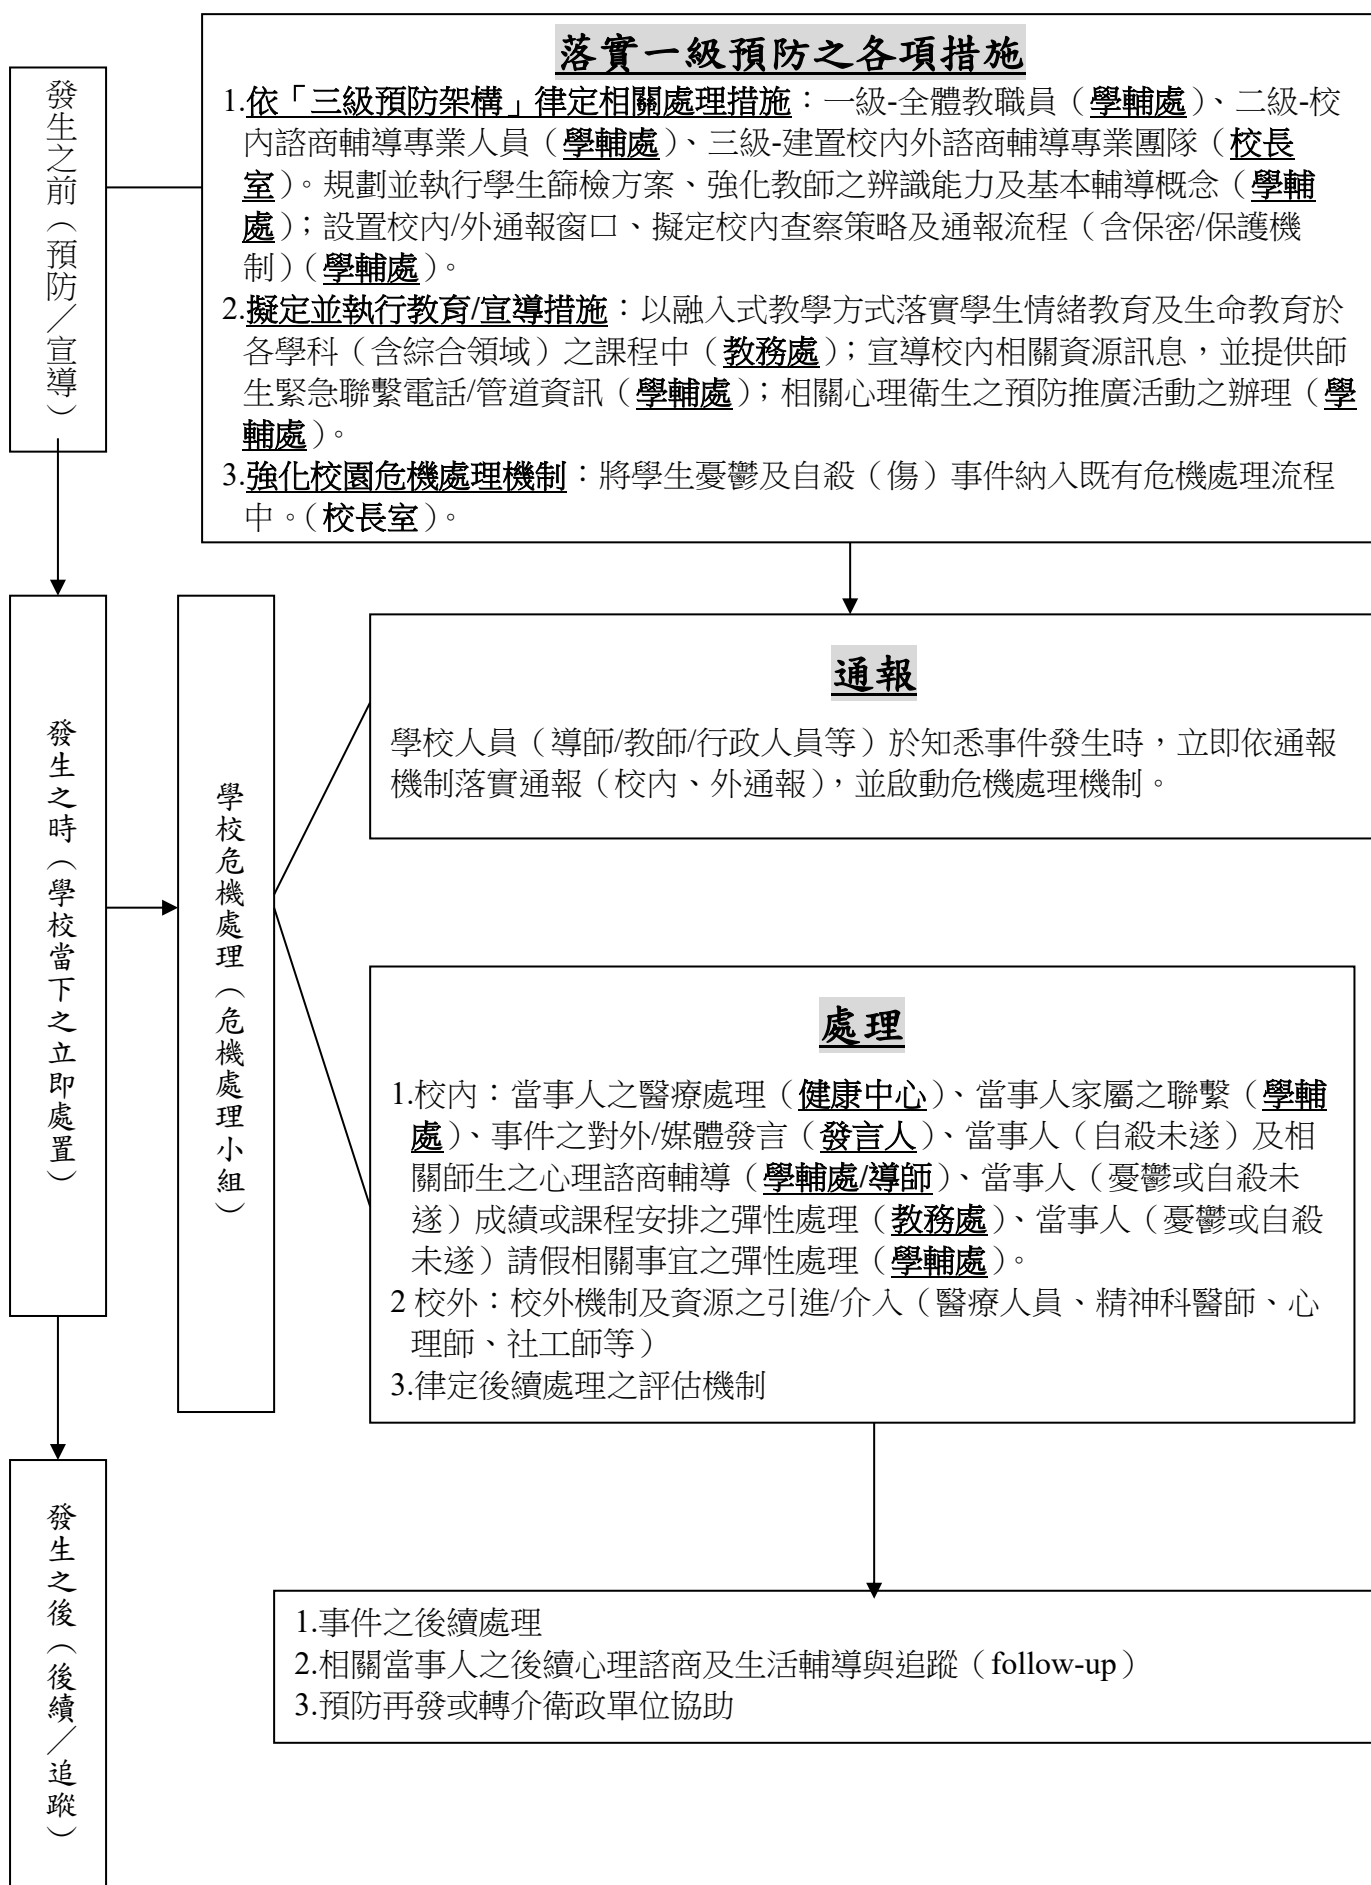 發生之前（預防／宣導）
落實一級預防之各項措施
1.依「三級預防架構」律定相關處理措施：一級-全體教職員（學輔處）、二級-校
內諮商輔導專業人員（學輔處）、三級-建置校內外諮商輔導專業團隊（校長
室）。規劃並執行學生篩檢方案、強化教師之辨識能力及基本輔導概念（學輔
處）；設置校內/外通報窗口、擬定校內查察策略及通報流程（含保密/保護機
制）（學輔處）。
2.擬定並執行教育/宣導措施：以融入式教學方式落實學生情緒教育及生命教育於
各學科（含綜合領域）之課程中（教務處）；宣導校內相關資源訊息，並提供師
生緊急聯繫電話/管道資訊（學輔處）；相關心理衛生之預防推廣活動之辦理（學
輔處）。
3.強化校園危機處理機制：將學生憂鬱及自殺（傷）事件納入既有危機處理流程
中。（校長室）。
發生之時（學校當下之立即處置）
學校危機處理（危機處理小組）
通報
學校人員（導師/教師/行政人員等）於知悉事件發生時，立即依通報
機制落實通報（校內、外通報），並啟動危機處理機制。
處理
1.校內：當事人之醫療處理（健康中心）、當事人家屬之聯繫（學輔
處）、事件之對外/媒體發言（發言人）、當事人（自殺未遂）及相
關師生之心理諮商輔導（學輔處/導師）、當事人（憂鬱或自殺未
遂）成績或課程安排之彈性處理（教務處）、當事人（憂鬱或自殺
未遂）請假相關事宜之彈性處理（學輔處）。
2 校外：校外機制及資源之引進/介入（醫療人員、精神科醫師、心
理師、社工師等）
3.律定後續處理之評估機制
發生之後（後續／追蹤）
1.事件之後續處理
2.相關當事人之後續心理諮商及生活輔導與追蹤（follow-up）
3.預防再發或轉介衛政單位協助